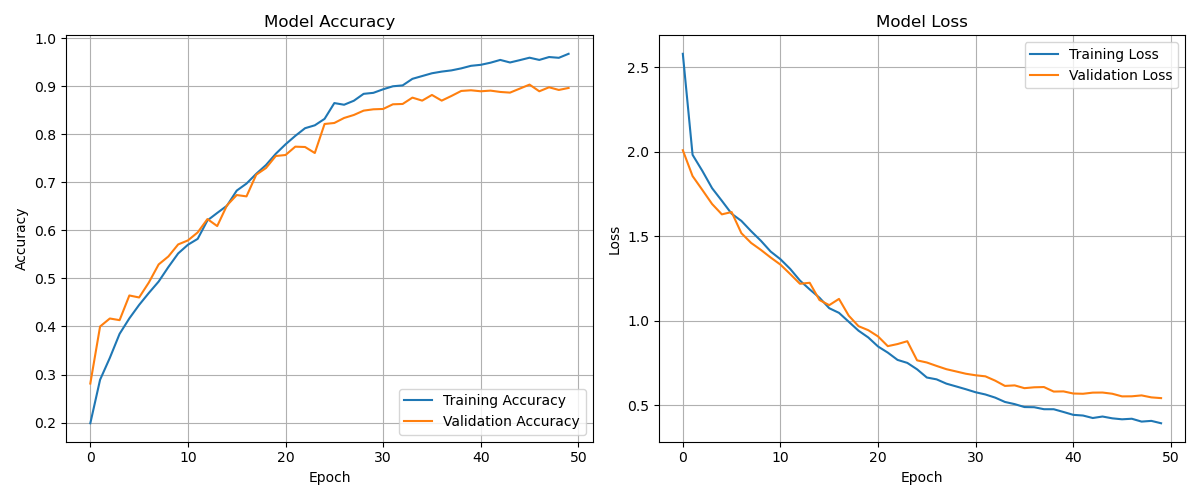 Model Accuracy
1.0
0.9
0.8
0.7
0.6
0.5
0.4
0.3
0.2
Accuracy
0 10 20 30 40 50
Epoch
Training Accuracy
Validation Accuracy
Model Loss
2.5
2.0
1.5
1.0
0.5
Loss
0 10 20 30 40 50
Epoch
Training Loss
Validation Loss